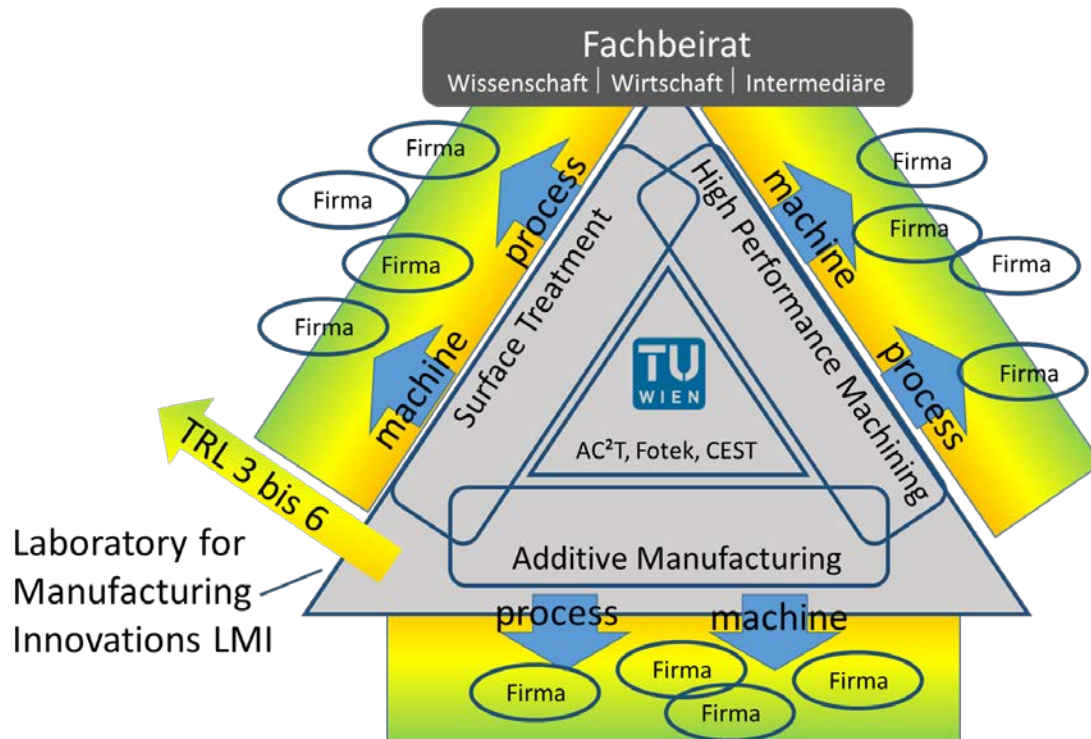 Fachbeirat
Wissenschaft | Wirtschaft | Intermediäre
Firma
Firma
Firma
Firma
process
machine
Surface Treatment
High Performance Machining
machine
process
Firma
Firma
Firma
Firma
TU
WIEN
AC²T, Fotek, CEST
TRL 3 bis 6
Laboratory for
Manufacturing
Innovations LMI
Additive Manufacturing
process
machine
Firma
Firma
Firma
Firma